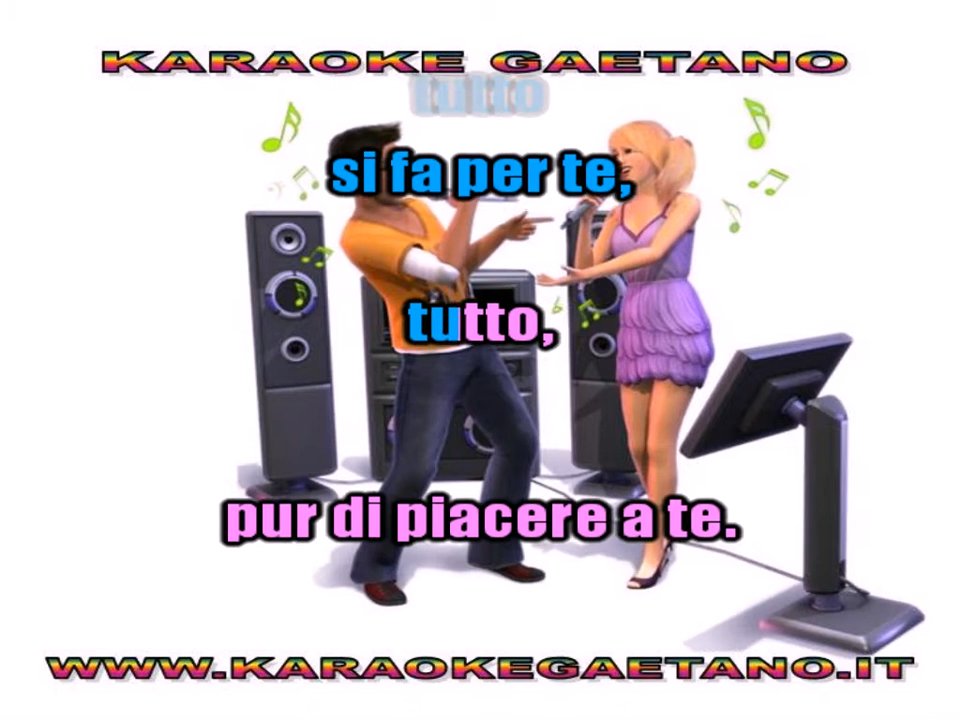 KARAOKE GAETANO
tutto
si fa per te,
tutto,
pur di piacere a te.
WWW.KARAOKEGAETANO.IT